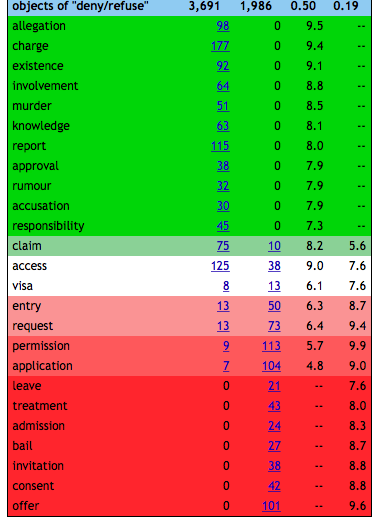 objects of "deny/refuse" 3,691 1,986 0.50 0.19
allegation 98 0 9.5 --
charge 177 0 9.4 --
existence 92 0 9.1 --
involvement 64 0 8.8 --
murder 51 0 8.5 --
knowledge 63 0 8.1 --
report 115 0 8.0 --
approval 38 0 7.9 --
rumour 32 0 7.9 --
accusation 30 0 7.9 --
responsibility 45 0 7.3 --
claim 75 10 8.2 5.6
access 125 38 9.0 7.6
visa 8 13 6.1 7.6
entry 13 50 6.3 8.7
request 13 73 6.4 9.4
permission 9 113 5.7 9.9
application 7 104 4.8 9.0
leave 0 21 -- 7.6
treatment 0 43 -- 8.0
admission 0 24 -- 8.3
bail 0 27 -- 8.7
invitation 0 38 -- 8.8
consent 0 42 -- 8.8
offer 0 101 -- 9.6